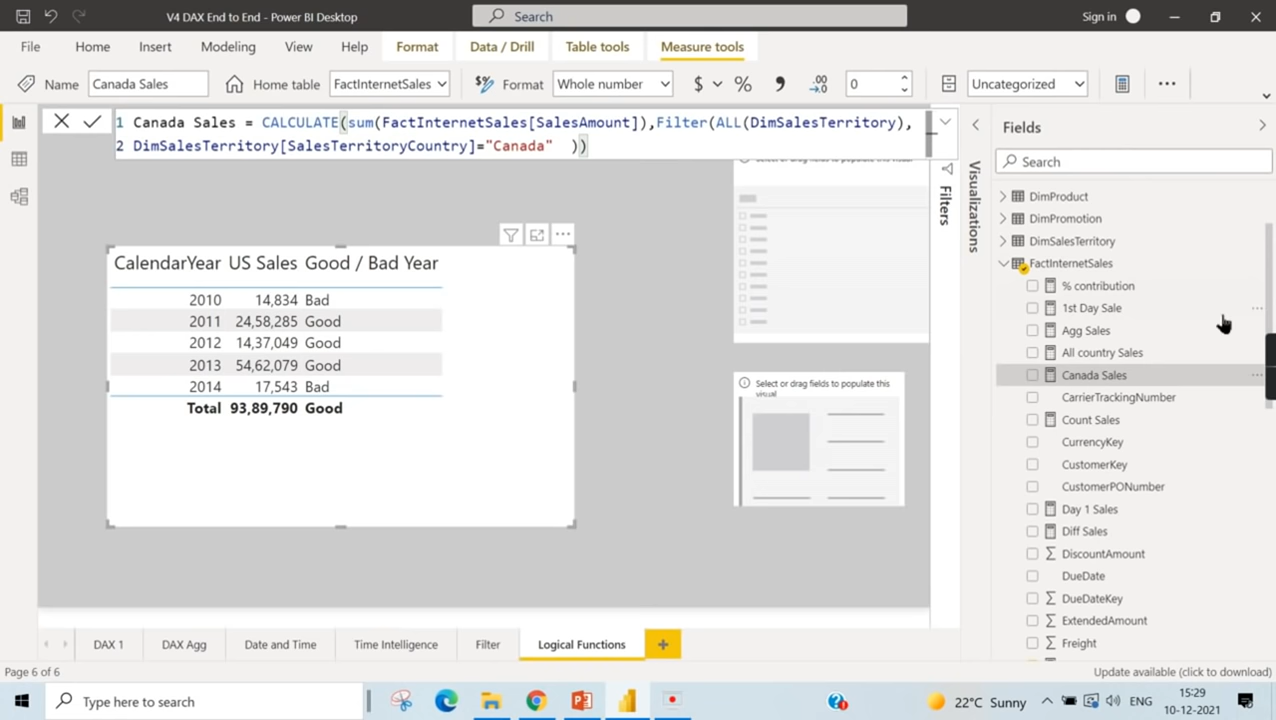 V4 DAX End to End - Power BI Desktop
Search
Sign in
File Home Insert Modeling View Help Format Data / Drill Table tools Measure tools
Name Canada Sales Home table FactInternetSales Format Whole number $ % 0 Uncategorized
1 Canada Sales = CALCULATE(sum(FactInternetSales[SalesAmount]),Filter(ALL(DimSalesTerritory),
2 DimSalesTerritory[SalesTerritoryCountry]="Canada" ))
Select or drag fields to populate this visual
CalendarYear US Sales Good / Bad Year
2010 14,834 Bad
2011 24,58,285 Good
2012 14,37,049 Good
2013 54,62,079 Good
2014 17,543 Bad
Total 93,89,790 Good
Select or drag fields to populate this
visual
Filters
Visualizations
Fields
Search
DimProduct
DimPromotion
DimSalesTerritory
FactInternetSales
% contribution
1st Day Sale
Agg Sales
All country Sales
Canada Sales
CarrierTrackingNumber
Count Sales
CurrencyKey
CustomerKey
CustomerPONumber
Day 1 Sales
Diff Sales
DiscountAmount
DueDate
DueDateKey
ExtendedAmount
Freight
DAX 1 DAX Agg Date and Time Time Intelligence Filter Logical Functions
Page 6 of 6
Update available (click to download)
Type here to search
22°C Sunny
ENG
15:29
10-12-2021